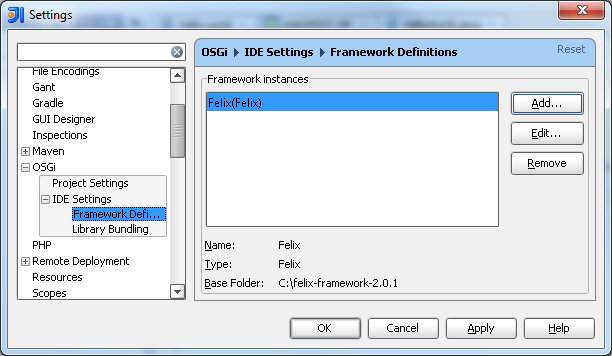 Settings
OSGi IDE Settings Framework Definitions
Reset
File Encodings
Gant
Gradle
GUI Designer
Inspections
Maven
OSGi
Project Settings
IDE Settings
Framework Defi...
Library Bundling
PHP
Remote Deployment
Resources
Scopes
Framework instances
Felix(Felix)
Add...
Edit...
Remove
Name: Felix
Type: Felix
Base Folder: C:\felix-framework-2.0.1
OK Cancel Apply Help